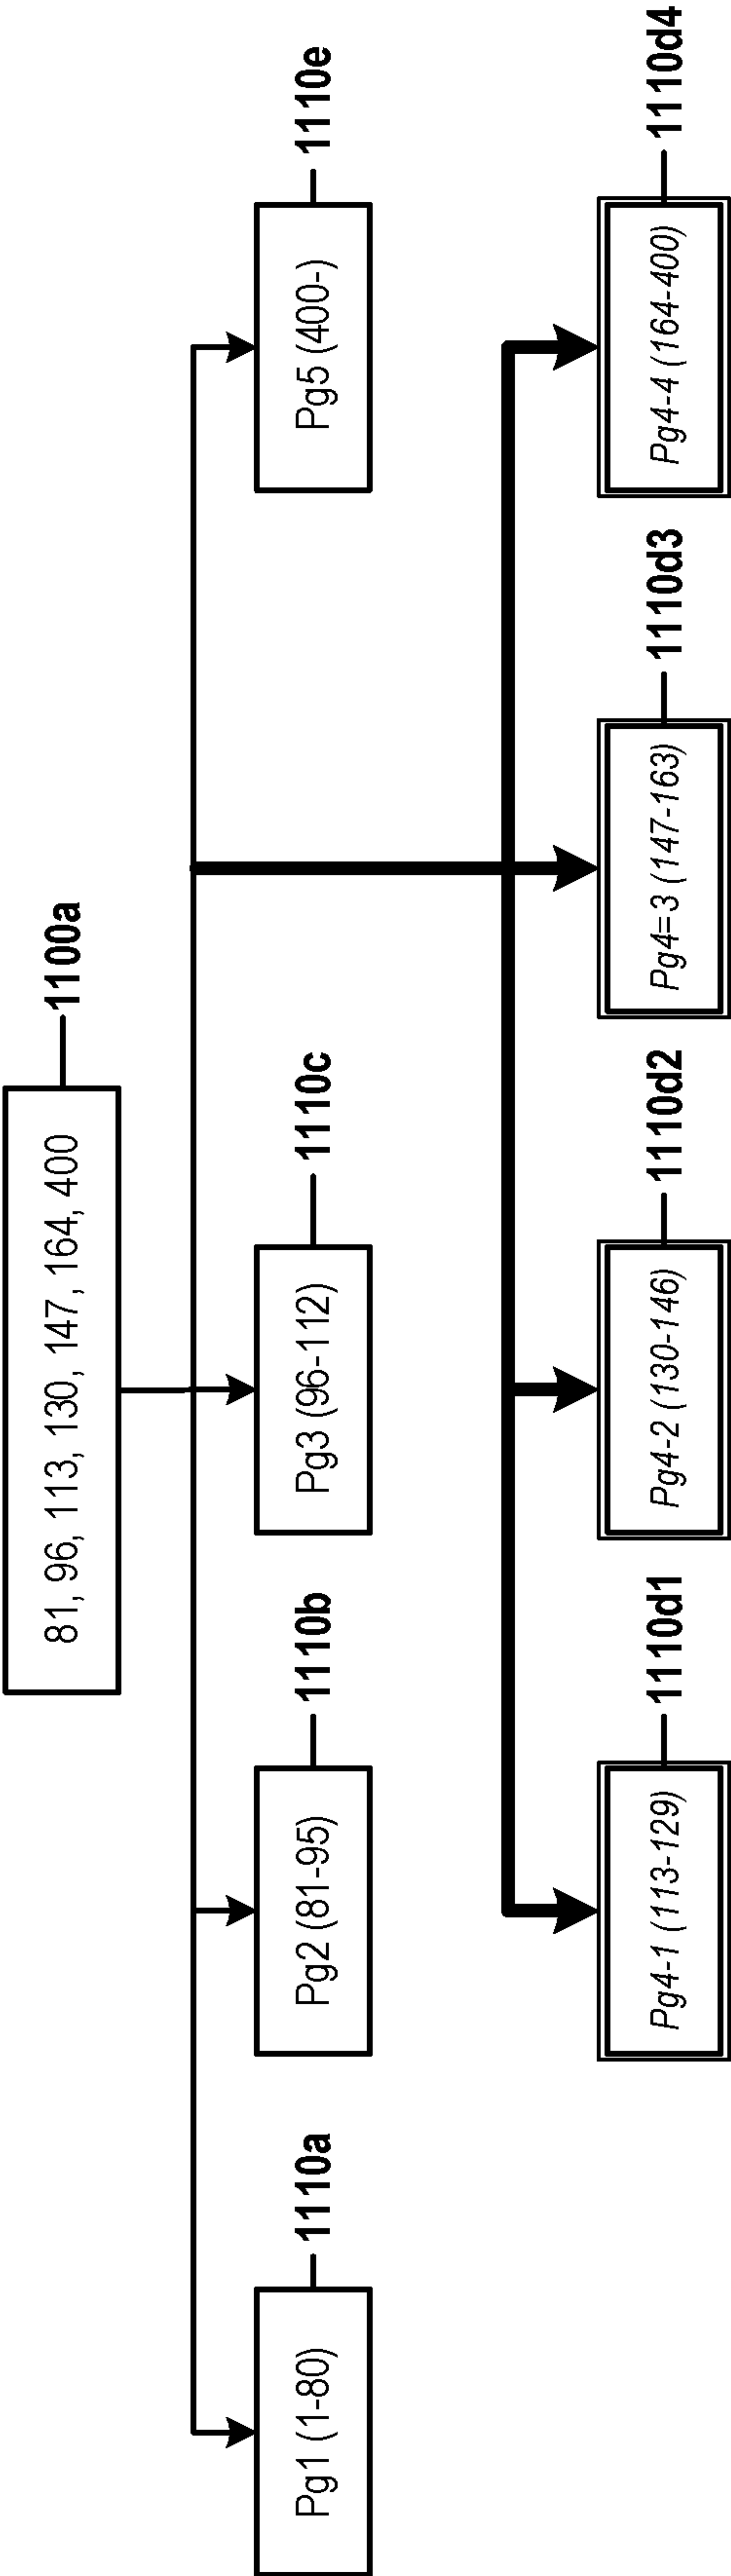 81, 96, 113, 130, 147, 164, 400
1100a
Pg1 (1-80)
1110a
Pg2 (81-95)
1110b
Pg3 (96-112)
1110c
Pg5 (400-)
1110e
Pg4-1 (113-129)
1110d1
Pg4-2 (130-146)
1110d2
Pg4=3 (147-163)
1110d3
Pg4-4 (164-400)
1110d4